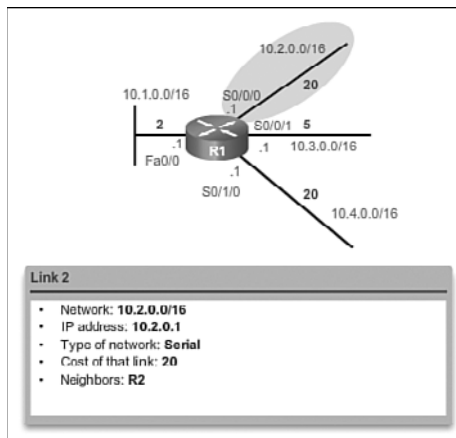 10.2.0.0/16
20
10.1.0.0/16
S0/0/0
.1
2
S0/0/1
5
.1
R1
.1
10.3.0.0/16
Fa0/0
.1
S0/1/0
20
10.4.0.0/16
Link 2
• Network: 10.2.0.0/16
• IP address: 10.2.0.1
- Type of network: Serial
• Cost of that link: 20
• Neighbors: R2